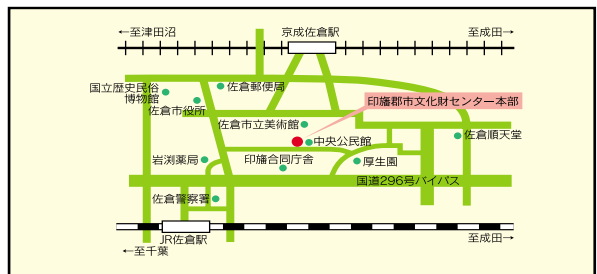 ←至津田沼
京成佐倉駅
至成田→
国立歴史民俗
博物館
佐倉郵便局
佐倉市役所
印旛郡市文化財センター本部
佐倉市立美術館
中央公民館
佐倉順天堂
岩渕薬局
印旛合同庁舎
厚生園
国道296号バイパス
佐倉警察署
JR佐倉駅
至成田→
←至千葉